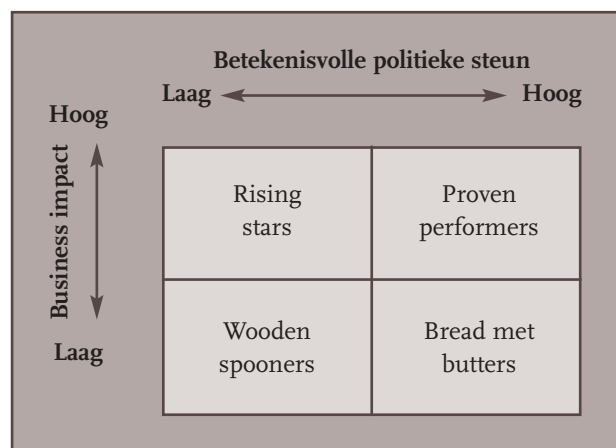 Betekenisvolle politieke steun
Laag
Hoog
Hoog
Business impact
Laag
Rising
stars
Proven
performers
Wooden
spooners
Bread met
butters